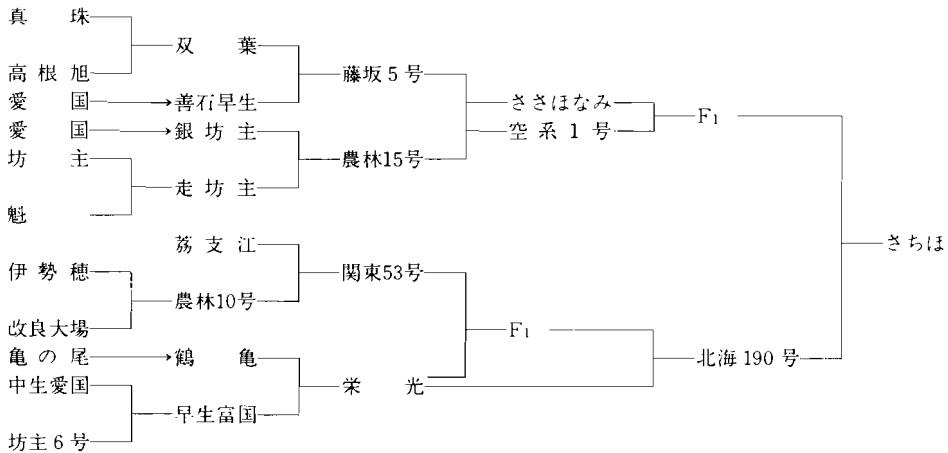 真珠
双葉
高根旭
藤坂5号
愛国
善石早生
ささほなみ
F1
愛国
銀坊主
空系1号
坊主
農林15号
走坊主
魁
さちほ
茘支江
伊勢穂
関東53号
農林10号
改良大場
F1
亀の尾
鶴亀
北海190号
中生愛国
栄光
早生富国
坊主6号